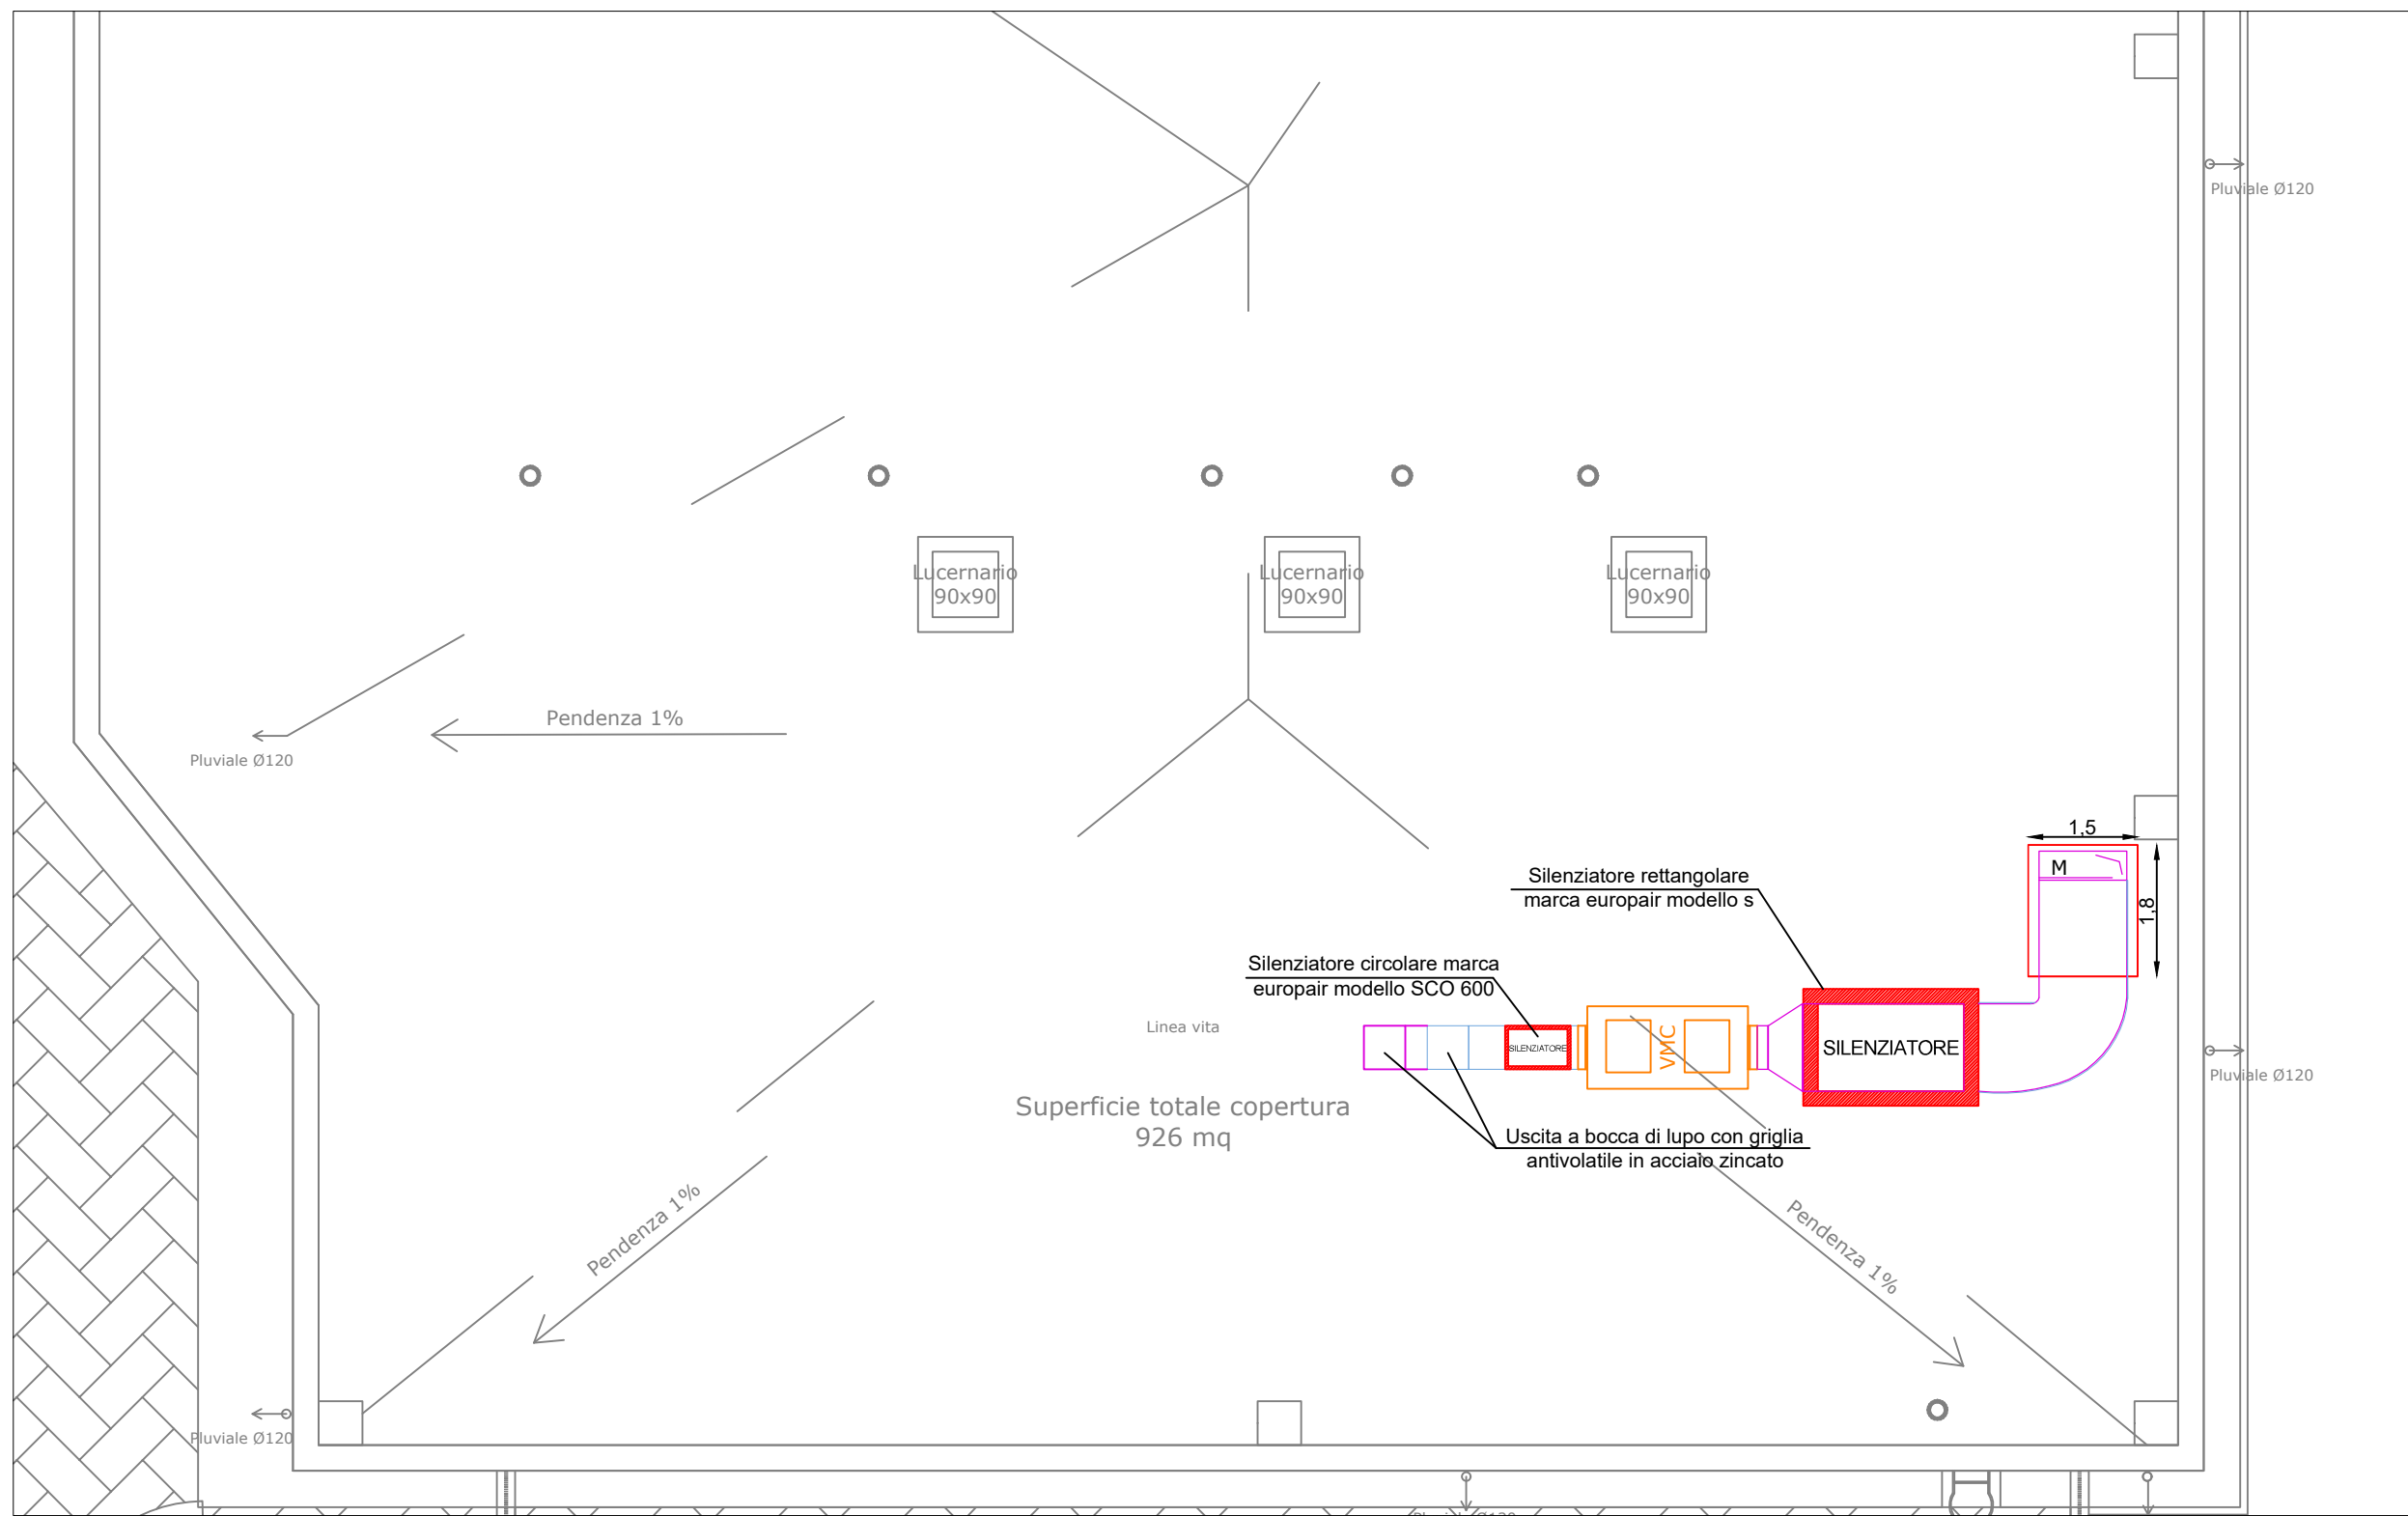 Pluviale Ø120
Lucernario
90x90
Lucernario
90x90
Lucernario
90x90
Pendenza 1%
Pluviale Ø120
1,5
M
1,8
Silenziatore rettangolare
marca europair modello s
Silenziatore circolare marca
europair modello SCO 600
Linea vita
SILENZIATORE
VMC
SILENZIATORE
Pluviale Ø120
Superficie totale copertura
926 mq
Uscita a bocca di lupo con griglia
antivolatile in acciaio zincato
Pendenza 1%
Pendenza 1%
Pluviale Ø120
Pluviale Ø120